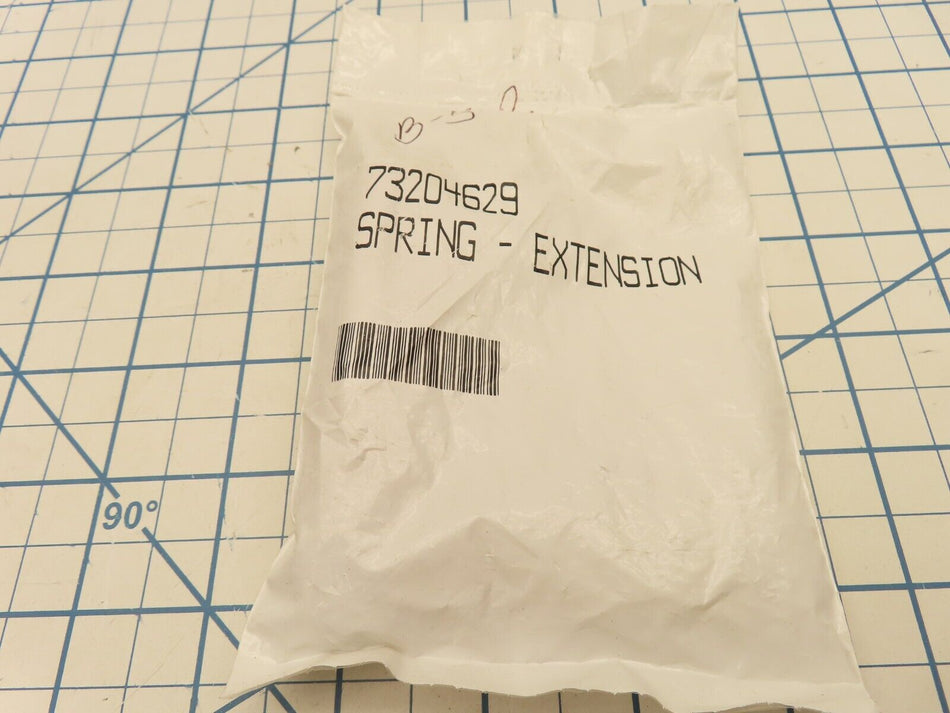 73204629
SPRING - EXTENSION
90°